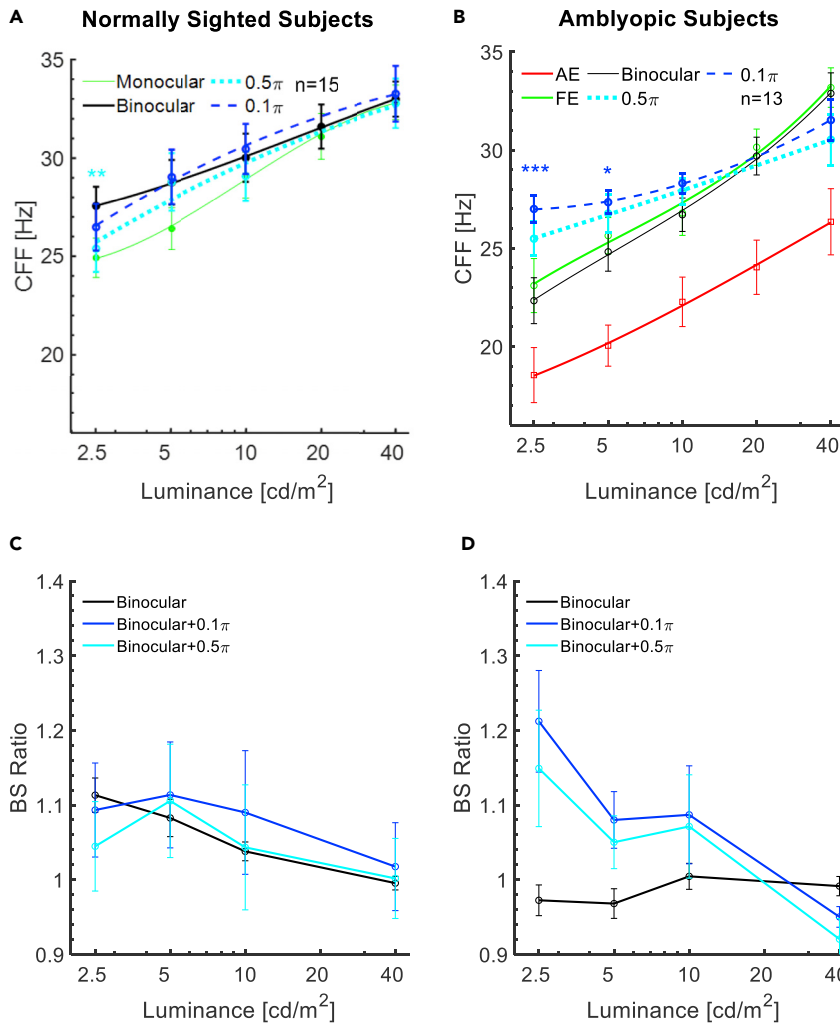 A
Normally Sighted Subjects
35
30
25
20
CFF [Hz]
Monocular
0.5π
n=15
Binocular
0.1π
**
2.5
5
10
20
40
Luminance [cd/m²]
B
Amblyopic Subjects
35
30
25
20
CFF [Hz]
AE
Binocular
0.1π
FE
0.5π
n=13
***
*
2.5
5
10
20
40
Luminance [cd/m²]
C
1.4
1.3
1.2
1.1
1
0.9
BS Ratio
Binocular
Binocular+0.1π
Binocular+0.5π
2.5
5
10
20
40
Luminance [cd/m²]
D
1.4
1.3
1.2
1.1
1
0.9
BS Ratio
Binocular
Binocular+0.1π
Binocular+0.5π
2.5
5
10
20
40
Luminance [cd/m²]